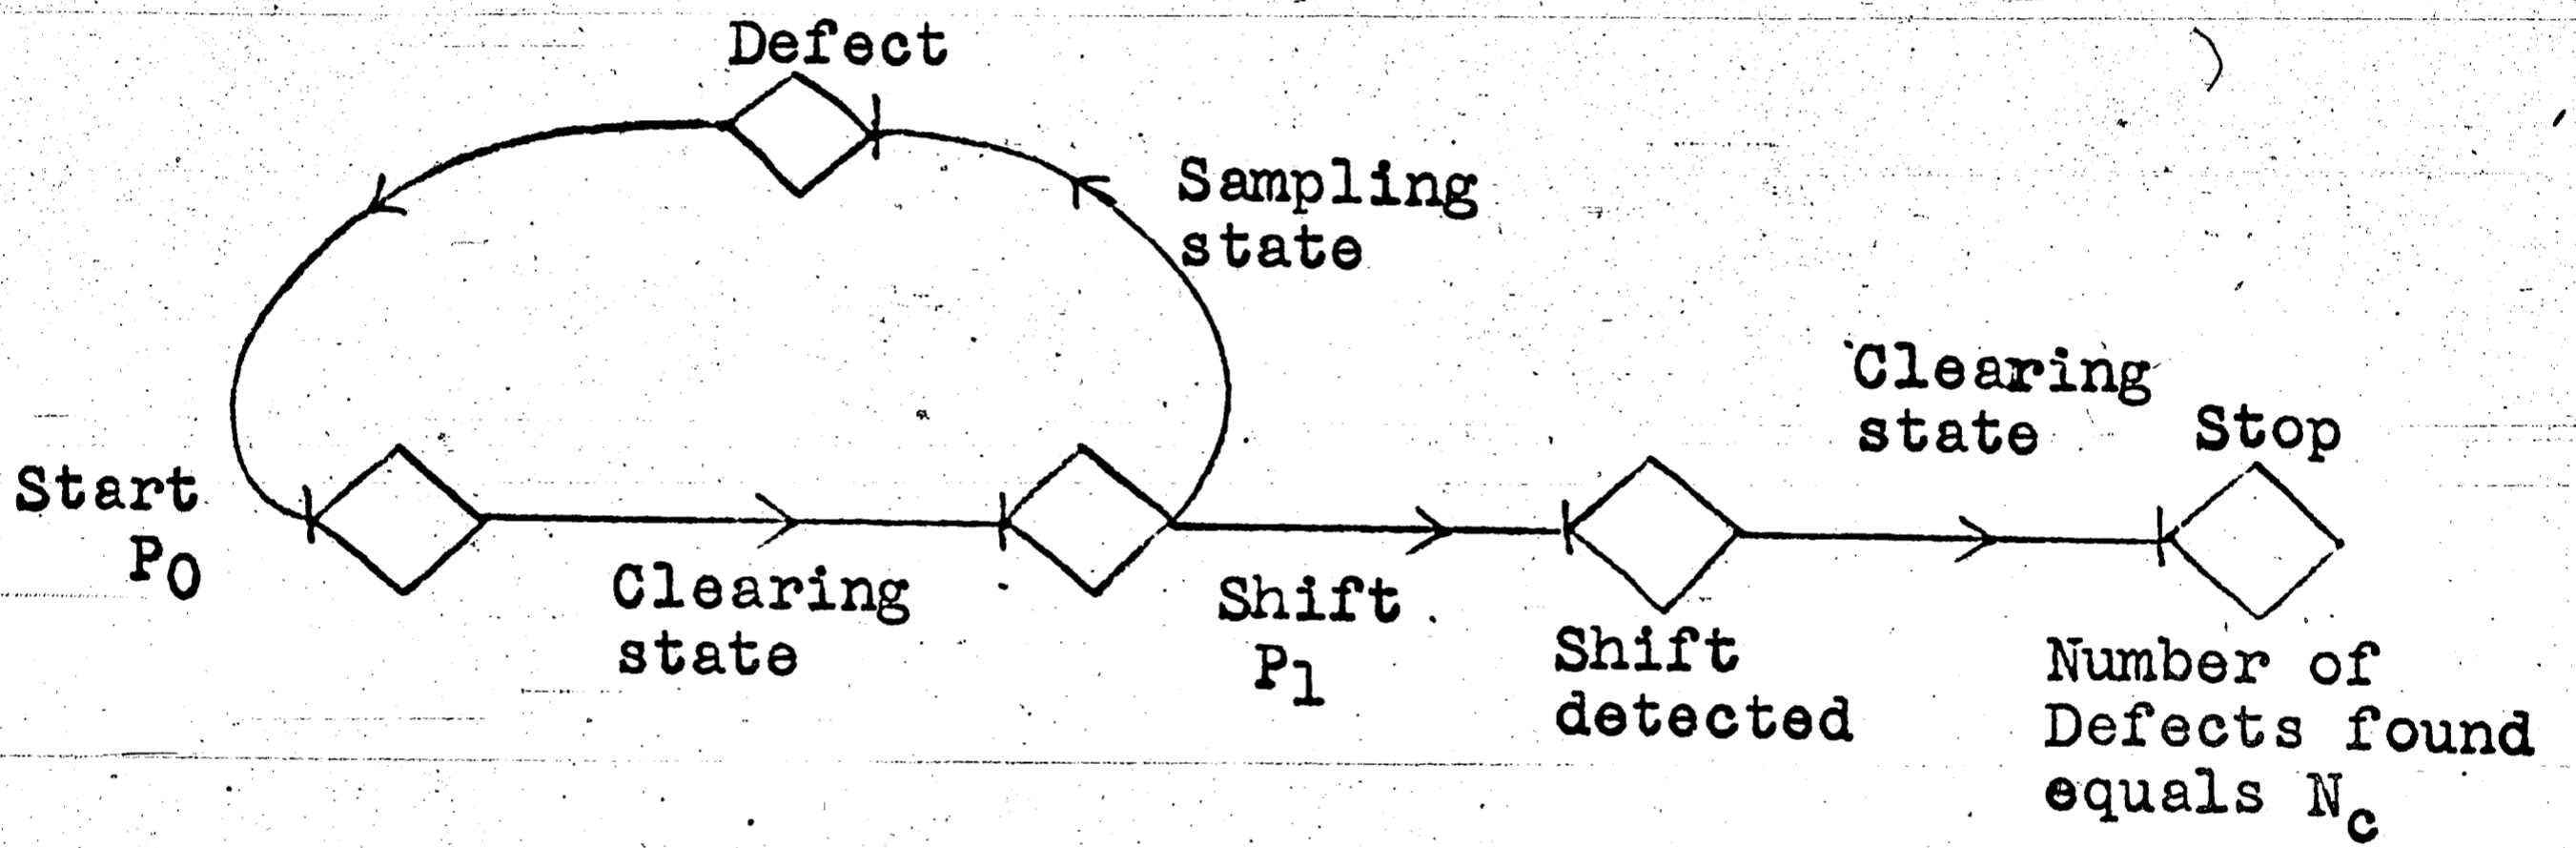 Defect
Sampling
state
Clearing
state
Stop
Start
P0
Clearing
state
Shift
P1
Shift
detected
Number of
Defects found
equals Nc